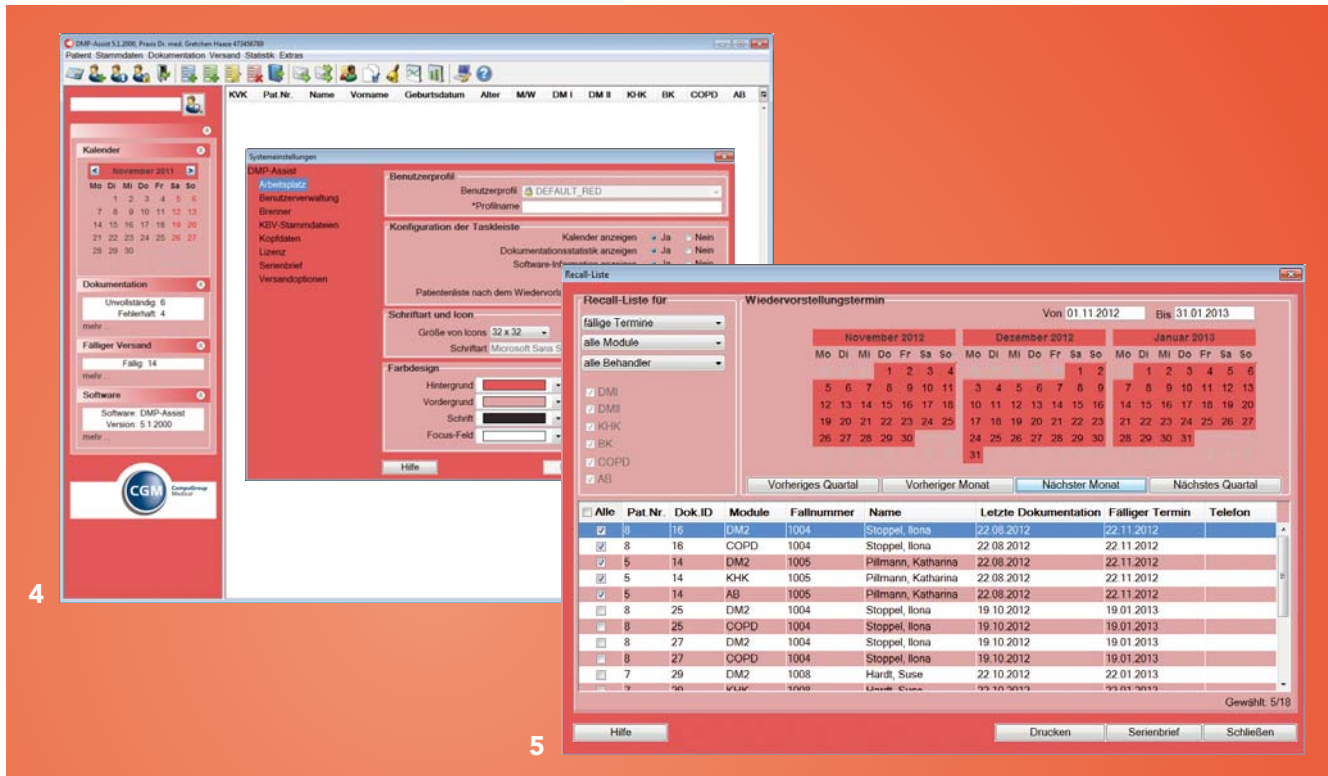 DMP-Assist 5.1.2000, Praxis Dr. med. Gretchen Haase 473456789
Patient Stammdaten Dokumentation Versand Statistik Extras
KVK Pat.Nr. Name Vorname Geburtsdatum Alter M/W DM I DM II KHK BK COPD AB
Kalender
November 2011
Mo Di Mi Do Fr Sa So
1 2 3 4 5 6
7 8 9 10 11 12 13
14 15 16 17 18 19 20
21 22 23 24 25 26 27
28 29 30
Dokumentation
Unvollständig: 6
Fehlerhaft: 4
mehr ...
Fälliger Versand
Fällig: 14
mehr ...
Software
Software: DMP-Assist
Version: 5.1.2000
mehr ...
CGM CompuGroup
Medical
Systemeinstellungen
DMP-Assist
Arbeitsplatz
Benutzerverwaltung
Brenner
KBV-Stammdateien
Kopfdaten
Lizenz
Serienbrief
Versandoptionen
Benutzerprofil
Benutzerprofil DEFAULT_RED
*Profilname
Konfiguration der Taskleiste
Kalender anzeigen Ja Nein
Dokumentationsstatistik anzeigen Ja Nein
Software-Information anzeigen Ja Nein
Patientenliste nach dem
Schriftart und Icon
Größe von Icons 32 x 32
Schriftart Microsoft Sans S
Farbdesign
Hintergrund
Vordergrund
Schrift
Focus-Feld
Hilfe
4
Recall-Liste
Recall-Liste für
fällige Termine
alle Module
alle Behandler
DMI
DMII
KHK
BK
COPD
AB
Wiedervorstellungstermin
Von 01.11.2012 Bis 31.01.2013
November 2012 Dezember 2012 Januar 2013
Mo Di Mi Do Fr Sa So Mo Di Mi Do Fr Sa So Mo Di Mi Do Fr Sa So
1 2 3 4 1 2 1 2 3 4 5 6
5 6 7 8 9 10 11 3 4 5 6 7 8 9 7 8 9 10 11 12 13
12 13 14 15 16 17 18 10 11 12 13 14 15 16 14 15 16 17 18 19 20
19 20 21 22 23 24 25 17 18 19 20 21 22 23 21 22 23 24 25 26 27
26 27 28 29 30 24 25 26 27 28 29 30 28 29 30 31
31
Vorheriges Quartal Vorheriger Monat Nächster Monat Nächstes Quartal
Alle Pat.Nr. Dok.ID Module Fallnummer Name Letzte Dokumentation Fälliger Termin Telefon
8 16 DM2 1004 Stoppel, Ilona 22.08.2012 22.11.2012
8 16 COPD 1004 Stoppel, Ilona 22.08.2012 22.11.2012
5 14 DM2 1005 Pillmann, Katharina 22.08.2012 22.11.2012
5 14 KHK 1005 Pillmann, Katharina 22.08.2012 22.11.2012
5 14 AB 1005 Pillmann, Katharina 22.08.2012 22.11.2012
8 25 DM2 1004 Stoppel, Ilona 19.10.2012 19.01.2013
8 25 COPD 1004 Stoppel, Ilona 19.10.2012 19.01.2013
8 27 DM2 1004 Stoppel, Ilona 19.10.2012 19.01.2013
8 27 COPD 1004 Stoppel, Ilona 19.10.2012 19.01.2013
7 29 DM2 1008 Hardt, Suse 22.10.2012 22.01.2013
7 29 KHK 1008 Hardt, Suse 22.10.2012 22.01.2013
Gewählt: 5/18
Hilfe Drucken Serienbrief Schließen
5